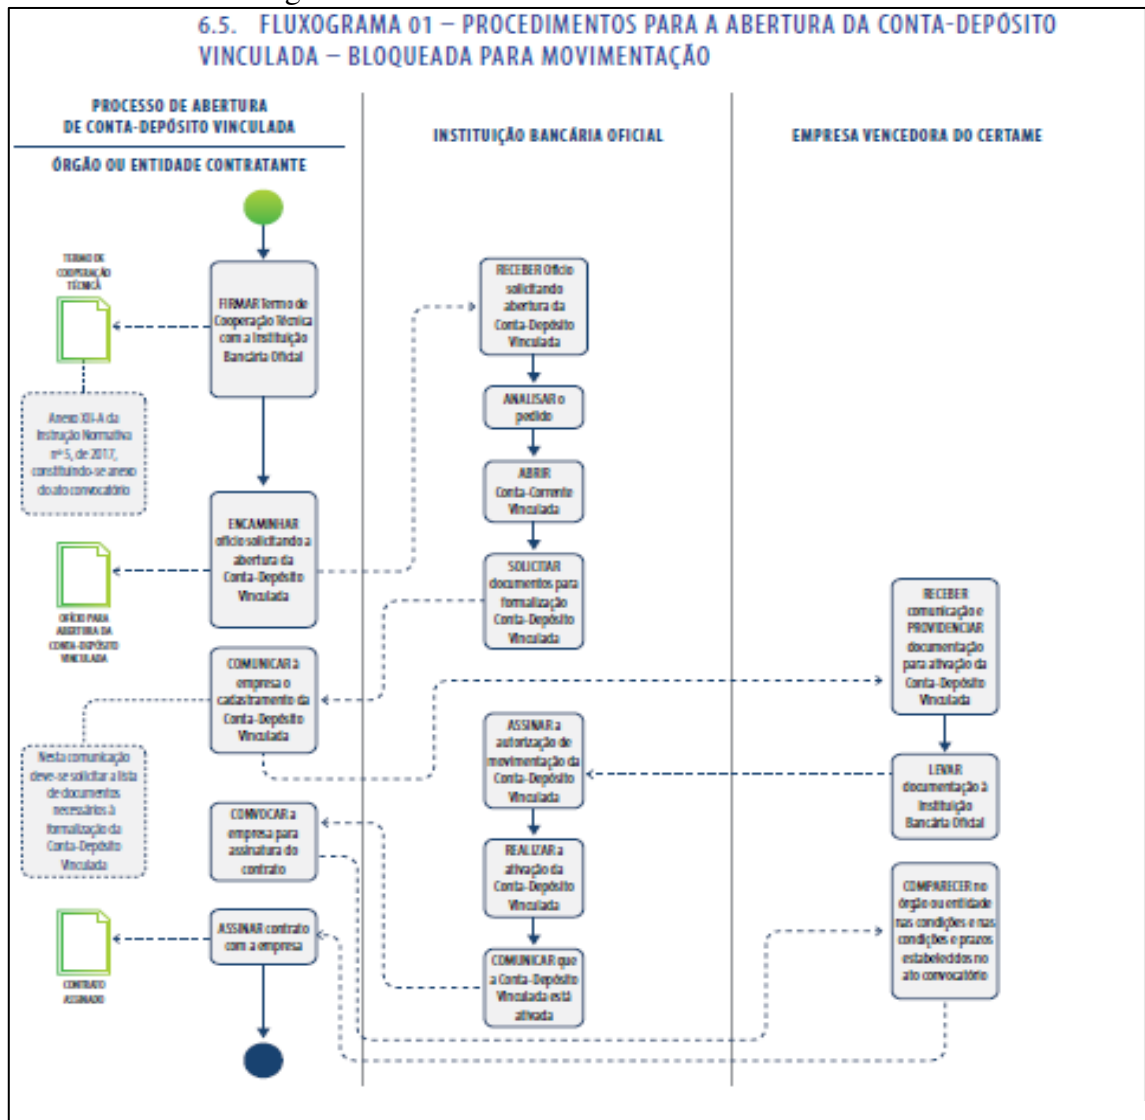 6.5. FLUXOGRAMA 01 – PROCEDIMENTOS PARA A ABERTURA DA CONTA-DEPÓSITO
VINCULADA – BLOQUEADA PARA MOVIMENTAÇÃO
PROCESSO DE ABERTURA
DE CONTA-DEPÓSITO VINCULADA
ÓRGÃO OU ENTIDADE CONTRATANTE
TERMO DE
COOPERAÇÃO
TÉCNICA
FIRMAR Termo de
Cooperação Técnica
com a Instituição
Bancária Oficial
Anexo XII-A da
Instrução Normativa
nº 5, de 2017,
constituindo-se anexo
do ato convocatório
ENCAMINHAR
ofício solicitando a
abertura da
Conta-Depósito
Vinculada
OFÍCIO PARA
ABERTURA DA
CONTA-DEPÓSITO
VINCULADA
COMUNICAR à
empresa o
cadastramento da
Conta-Depósito
Vinculada
Nesta comunicação
deve-se solicitar a lista
de documentos
necessários à
formalização da
Conta-Depósito
Vinculada
CONVOCAR a
empresa para
assinatura do
contrato
ASSINAR contrato
com a empresa
CONTRATO
ASSINADO
INSTITUIÇÃO BANCÁRIA OFICIAL
RECEBER Ofício
solicitando
abertura da
Conta-Depósito
Vinculada
ANALISAR o
pedido
ABRIR
Conta-Corrente
Vinculada
SOLICITAR
documentos para
formalização
Conta-Depósito
Vinculada
ASSINAR a
autorização de
movimentação da
Conta-Depósito
Vinculada
REALIZAR a
ativação da
Conta-Depósito
Vinculada
COMUNICAR que
a Conta-Depósito
Vinculada está
ativada
EMPRESA VENCEDORA DO CERTAME
RECEBER
comunicação e
PROVIDENCIAR
documentação
para ativação da
Conta-Depósito
Vinculada
LEVAR
documentação à
Instituição
Bancária Oficial
COMPARECER no
órgão ou entidade
nas condições e nas
condições e prazos
estabelecidos no
ato convocatório